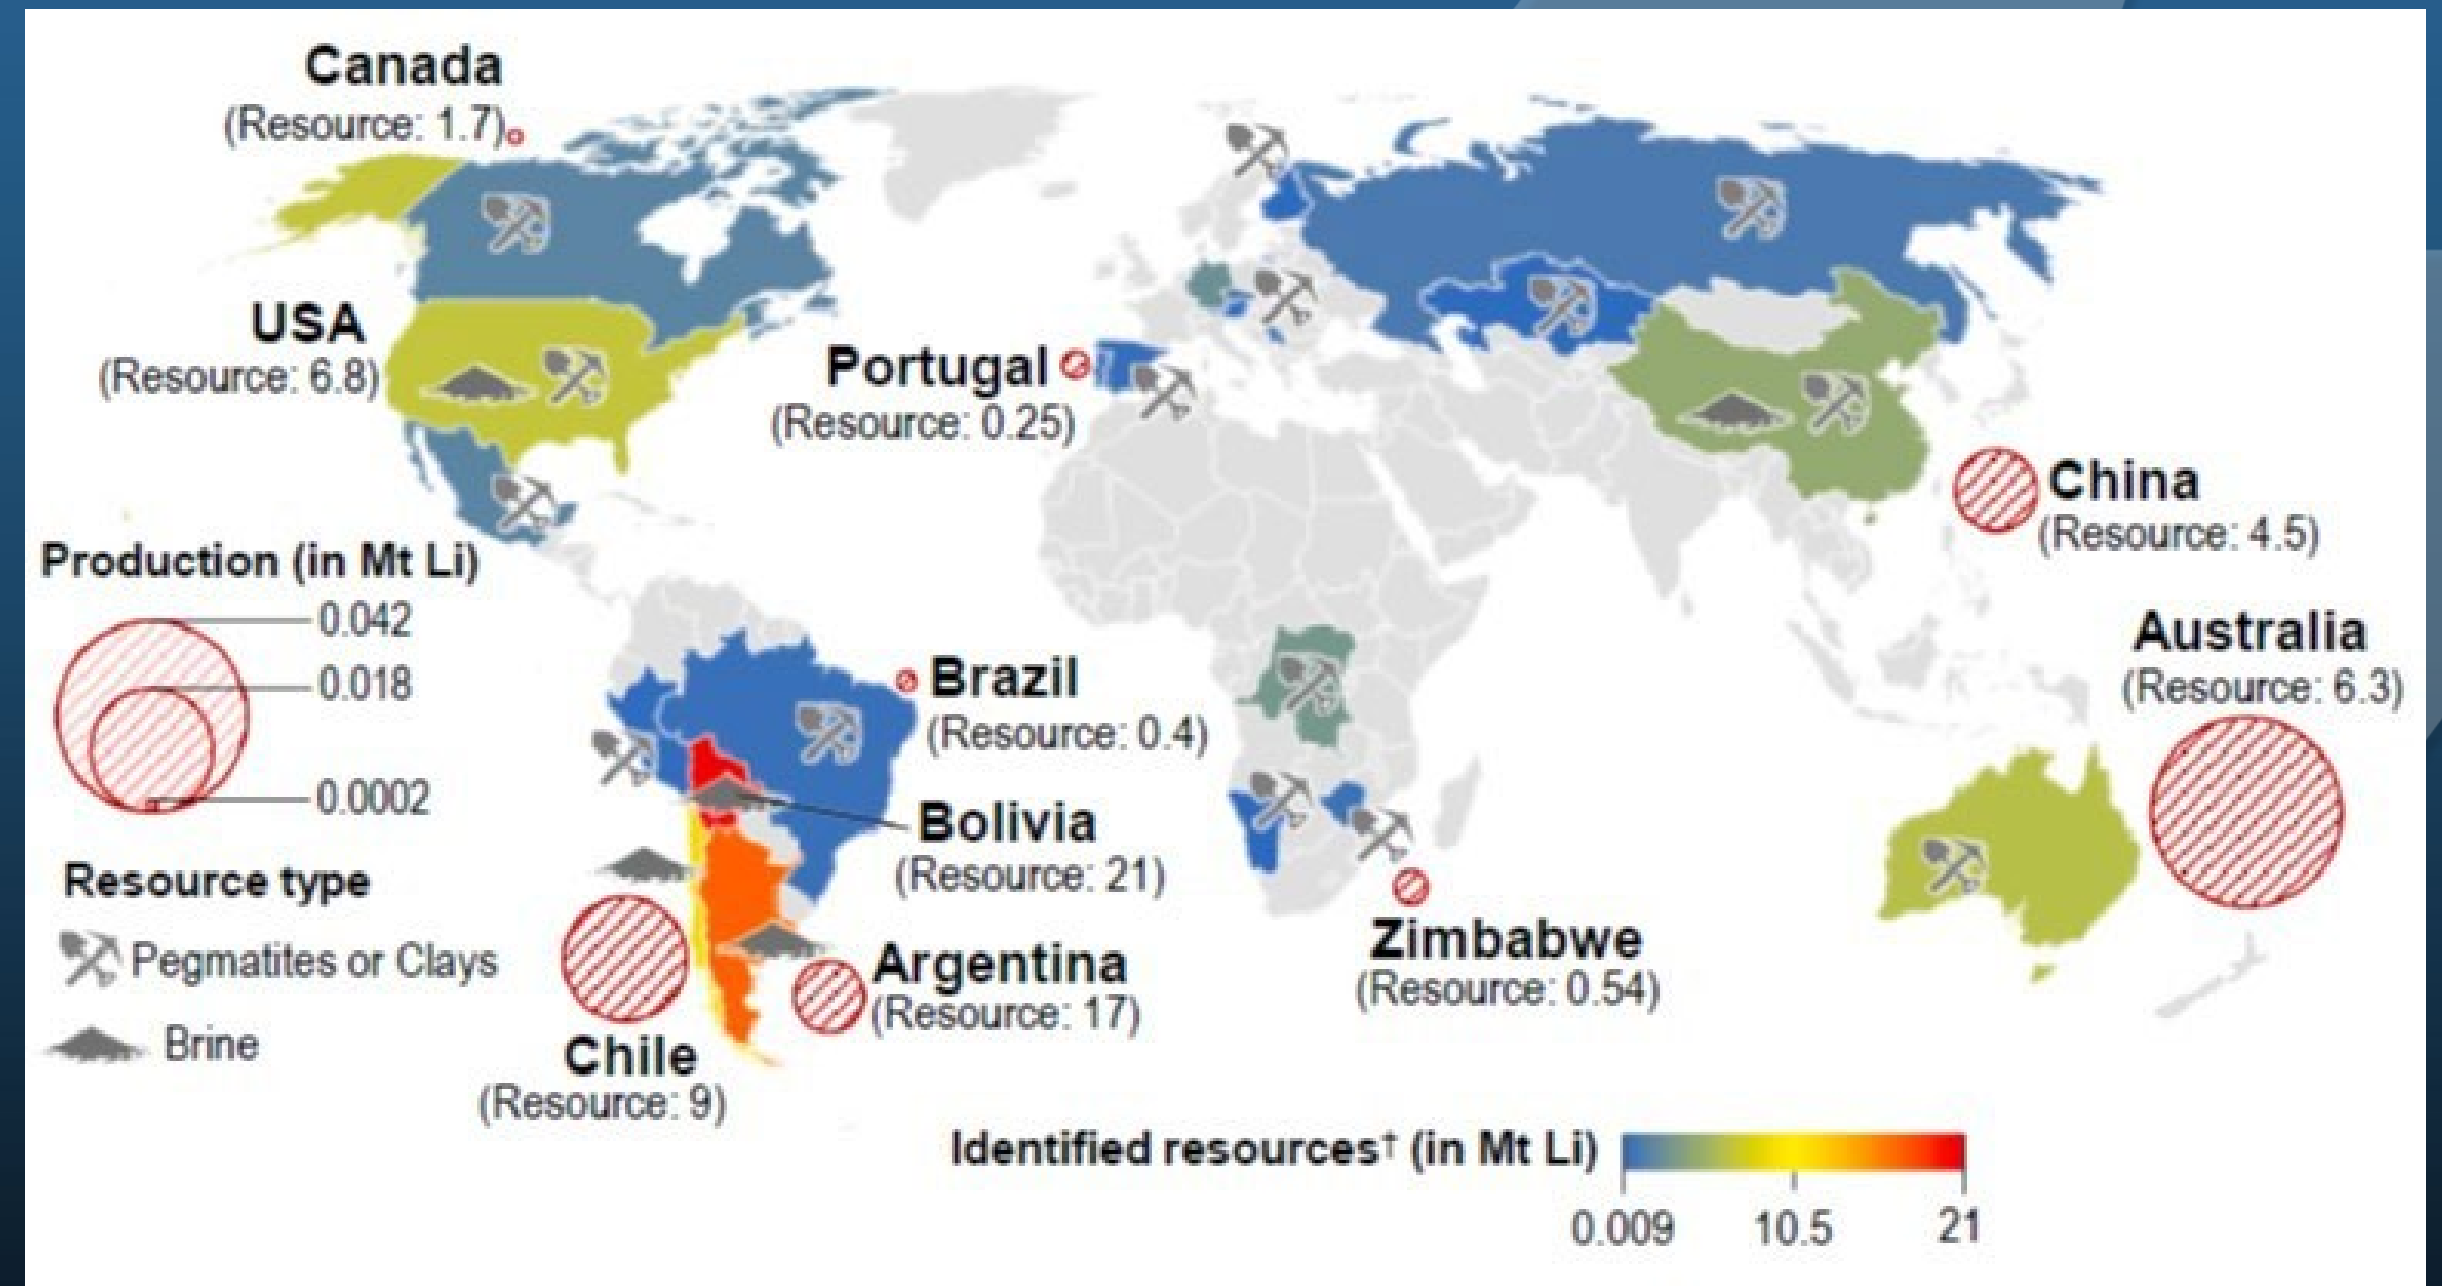 Canada
(Resource: 1.7)
USA
(Resource: 6.8)
Portugal
(Resource: 0.25)
China
(Resource: 4.5)
Production (in Mt Li)
0.042
0.018
0.0002
Australia
(Resource: 6.3)
Brazil
(Resource: 0.4)
Bolivia
(Resource: 21)
Resource type
Pegmatites or Clays
Brine
Argentina
(Resource: 17)
Zimbabwe
(Resource: 0.54)
Chile
(Resource: 9)
Identified resources† (in Mt Li)
0.009 10.5 21